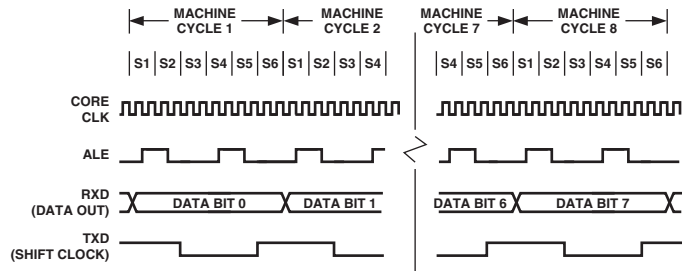 MACHINE CYCLE 1
MACHINE CYCLE 2
MACHINE CYCLE 7
MACHINE CYCLE 8
S1 S2 S3 S4 S5 S6 S1 S2 S3 S4
S4 S5 S6 S1 S2 S3 S4 S5 S6
CORE CLK
ALE
RXD (DATA OUT)
DATA BIT 0
DATA BIT 1
DATA BIT 6
DATA BIT 7
TXD (SHIFT CLOCK)